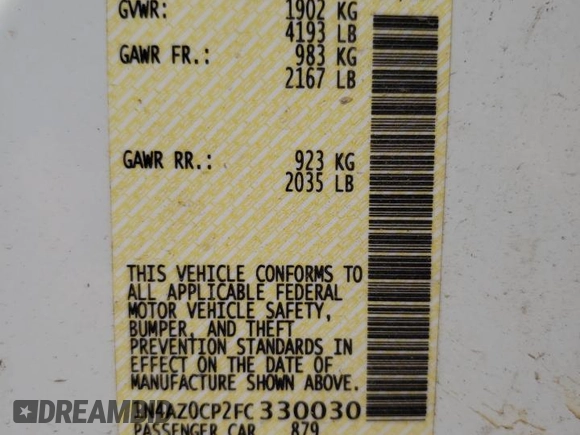 GVWR: 1902 KG
4193 LB
GAWR FR.: 983 KG
2167 LB
GAWR RR.: 923 KG
2035 LB
THIS VEHICLE CONFORMS TO
ALL APPLICABLE FEDERAL
MOTOR VEHICLE SAFETY,
BUMPER, AND THEFT
PREVENTION STANDARDS IN
EFFECT ON THE DATE OF
MANUFACTURE SHOWN ABOVE.
1N4AZ0CP2FC330030
PASSENGER CAR 879